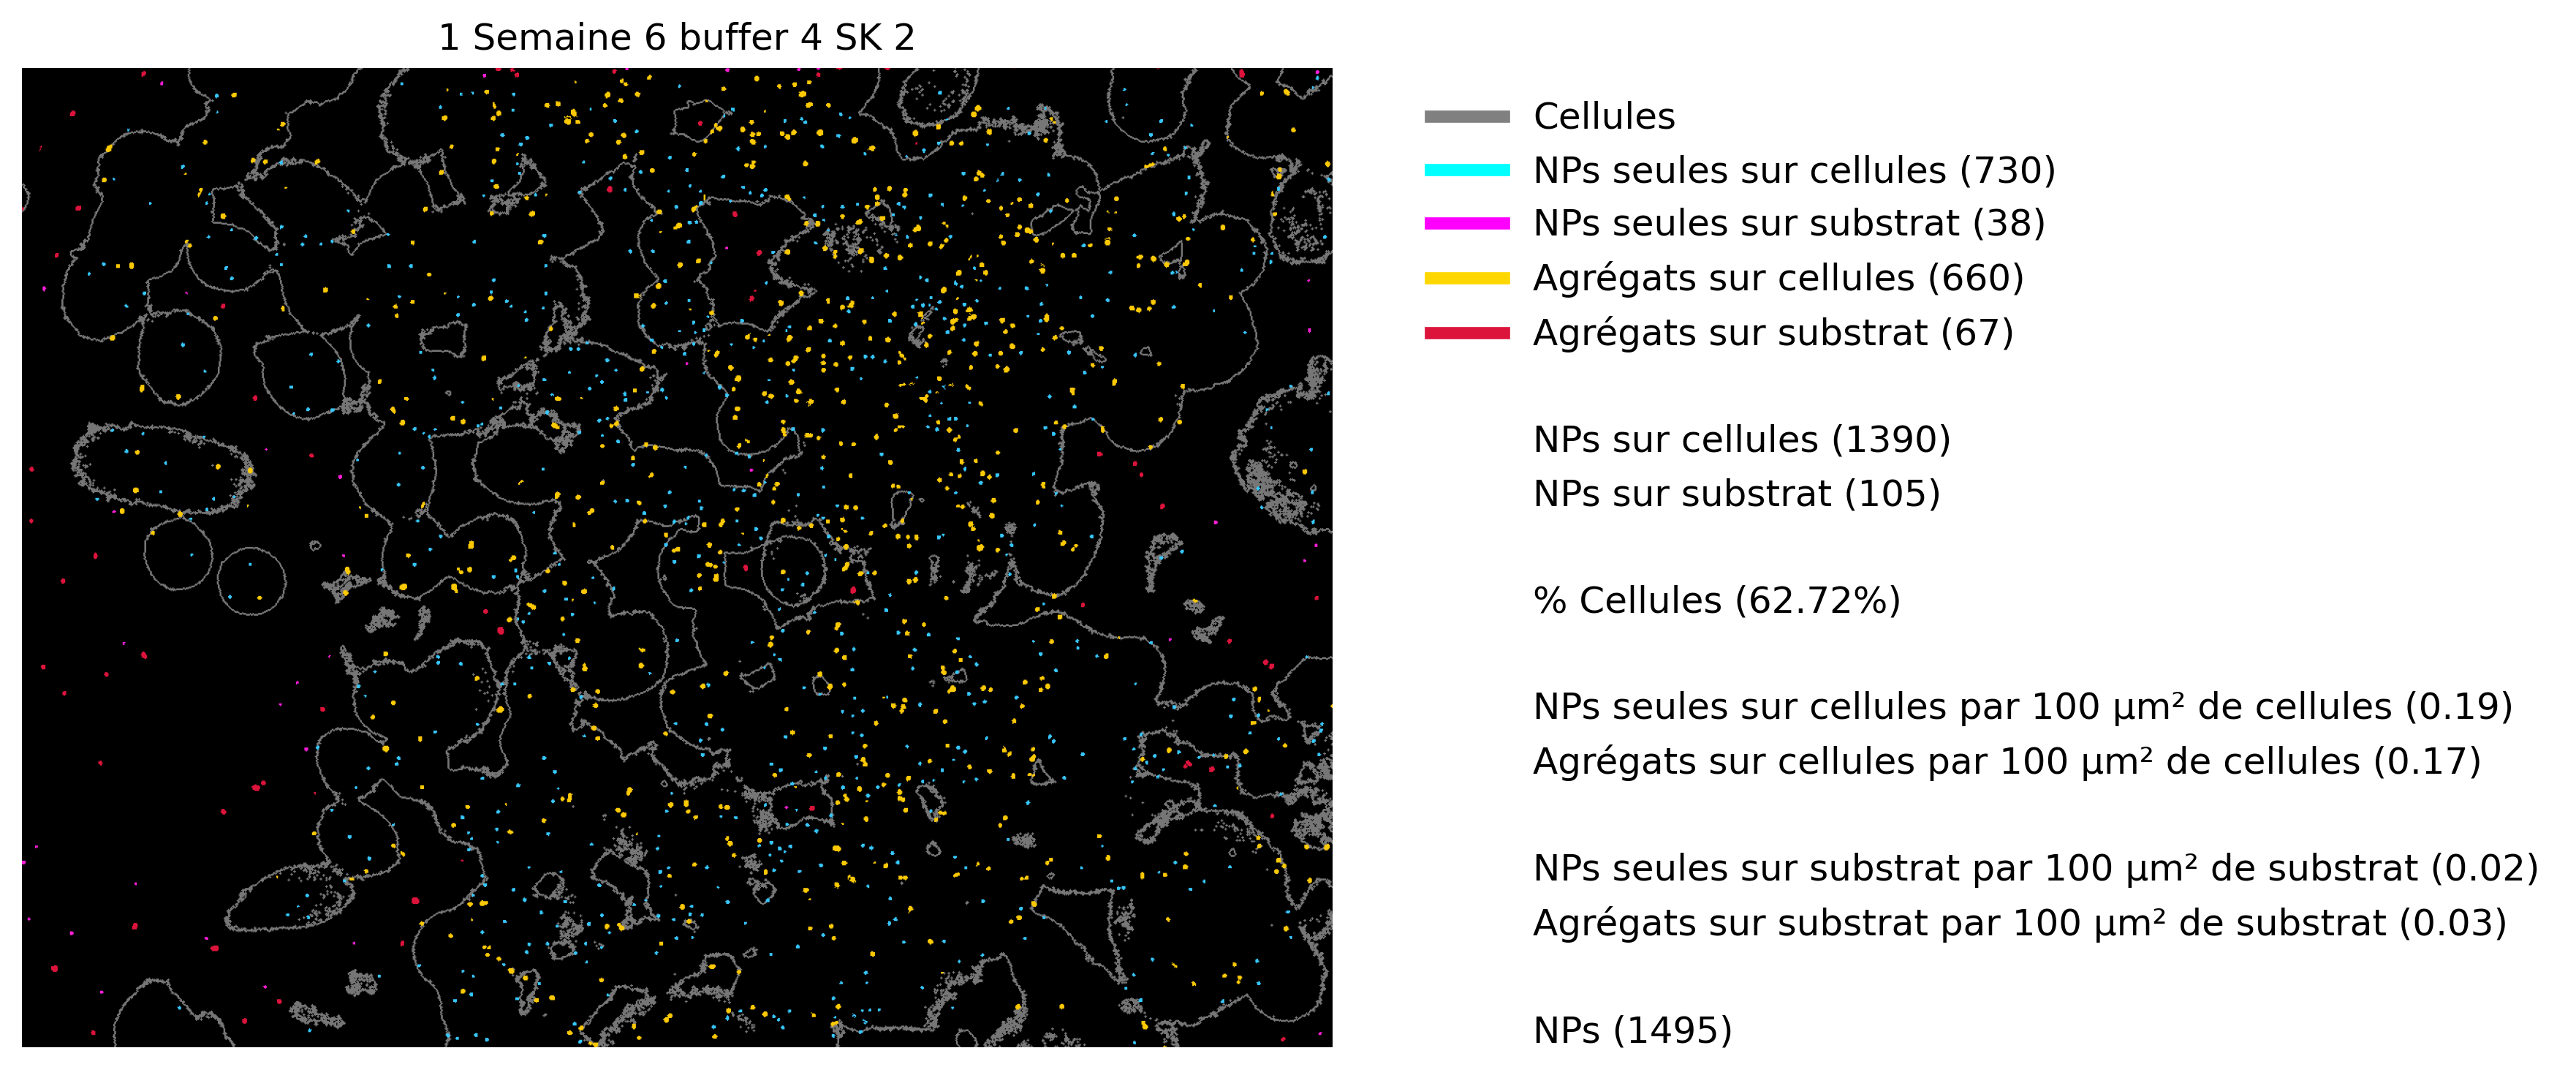 1 Semaine 6 buffer 4 SK 2
Cellules
NPs seules sur cellules (730)
NPs seules sur substrat (38)
Agrégats sur cellules (660)
Agrégats sur substrat (67)
NPs sur cellules (1390)
NPs sur substrat (105)
% Cellules (62.72%)
NPs seules sur cellules par 100 µm² de cellules (0.19)
Agrégats sur cellules par 100 µm² de cellules (0.17)
NPs seules sur substrat par 100 µm² de substrat (0.02)
Agrégats sur substrat par 100 µm² de substrat (0.03)
NPs (1495)